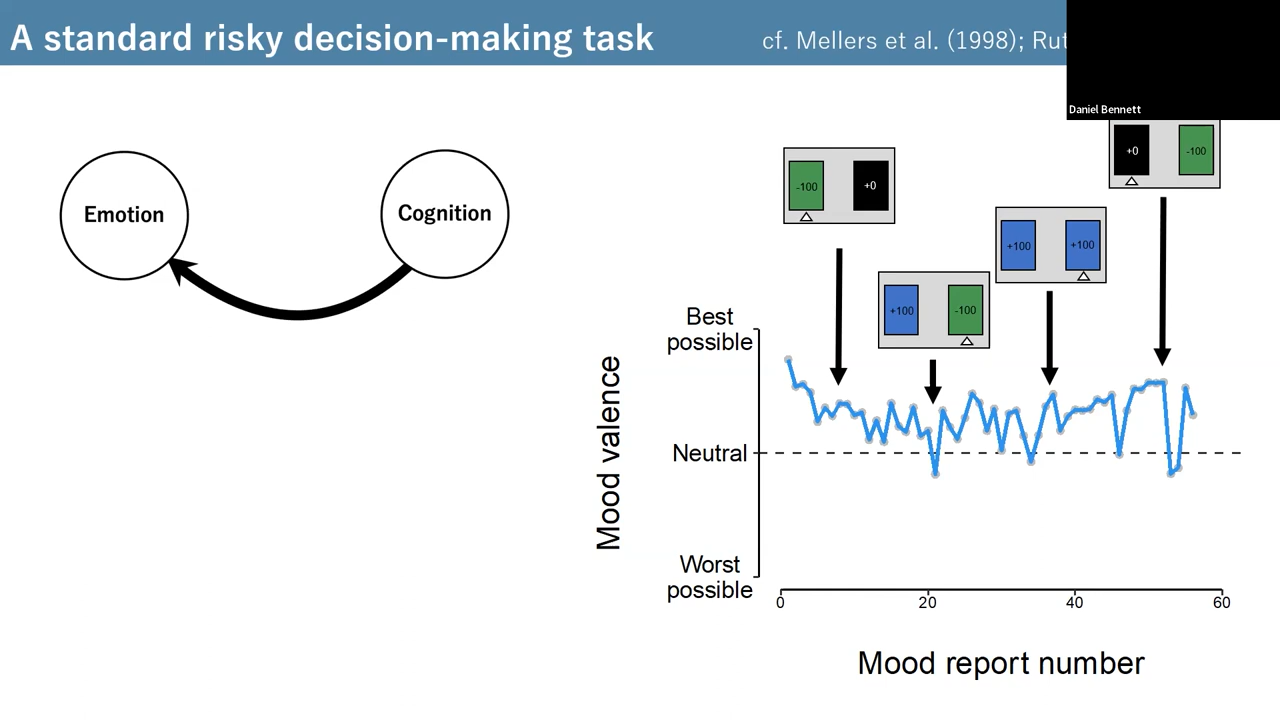 A standard risky decision-making task
cf. Mellers et al. (1998);
Daniel Bennett
Emotion
Cognition
-100 +0
+100 -100
+100 +100
+0 -100
Best
possible
Neutral
Worst
possible
Mood valence
0 20 40 60
Mood report number